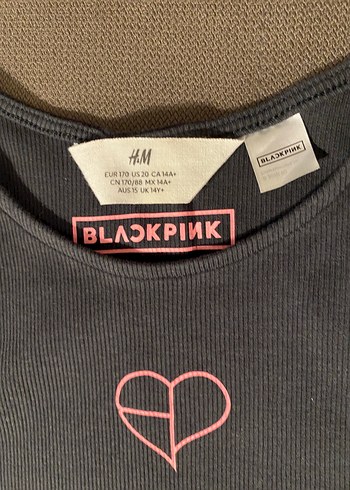 H&M
EUR 170 US 20 CA 14A+
CN 170/88 MX 14A+
AUS 15 UK 14Y+
BLACKPINK
BLACKPINK